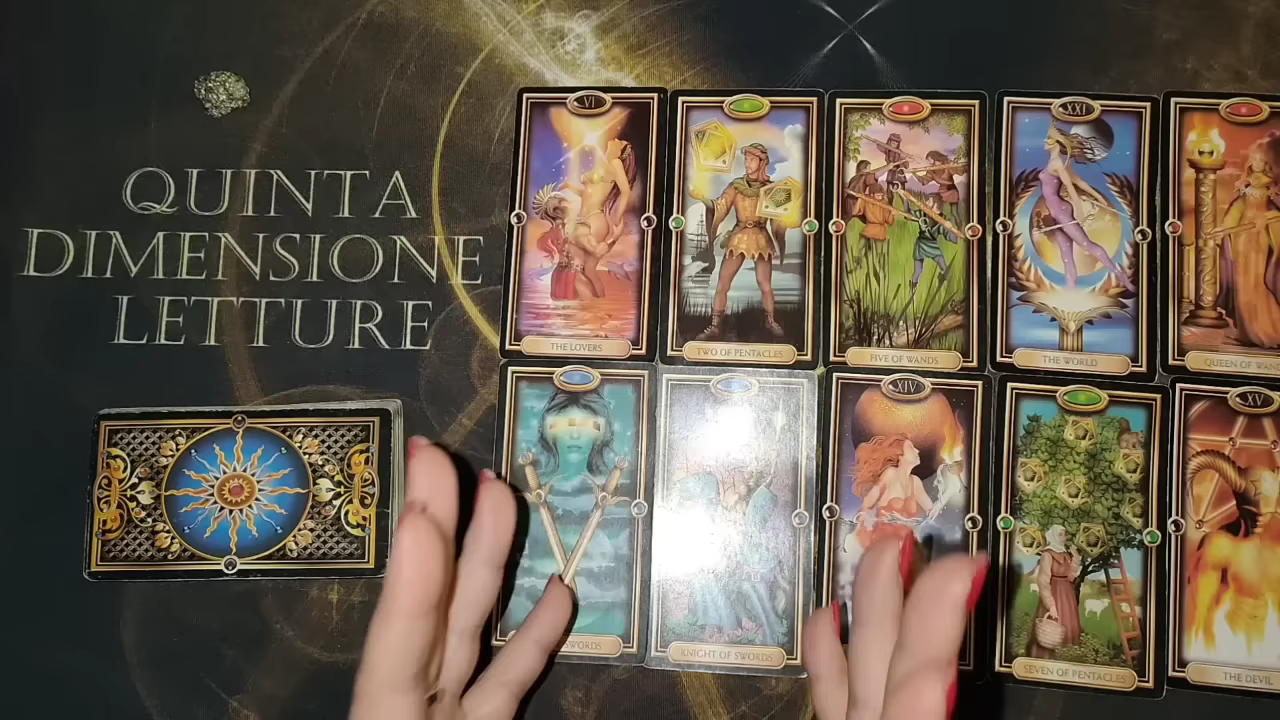 QUINTA
DIMENSIONE
LETTURE
VI
XXI
THE LOVERS
TWO OF PENTACLES
FIVE OF WANDS
THE WORLD
QUEEN OF
XIV
XV
SWORDS
KNIGHT OF SWORDS
SEVEN OF PENTACLES
THE DEVIL